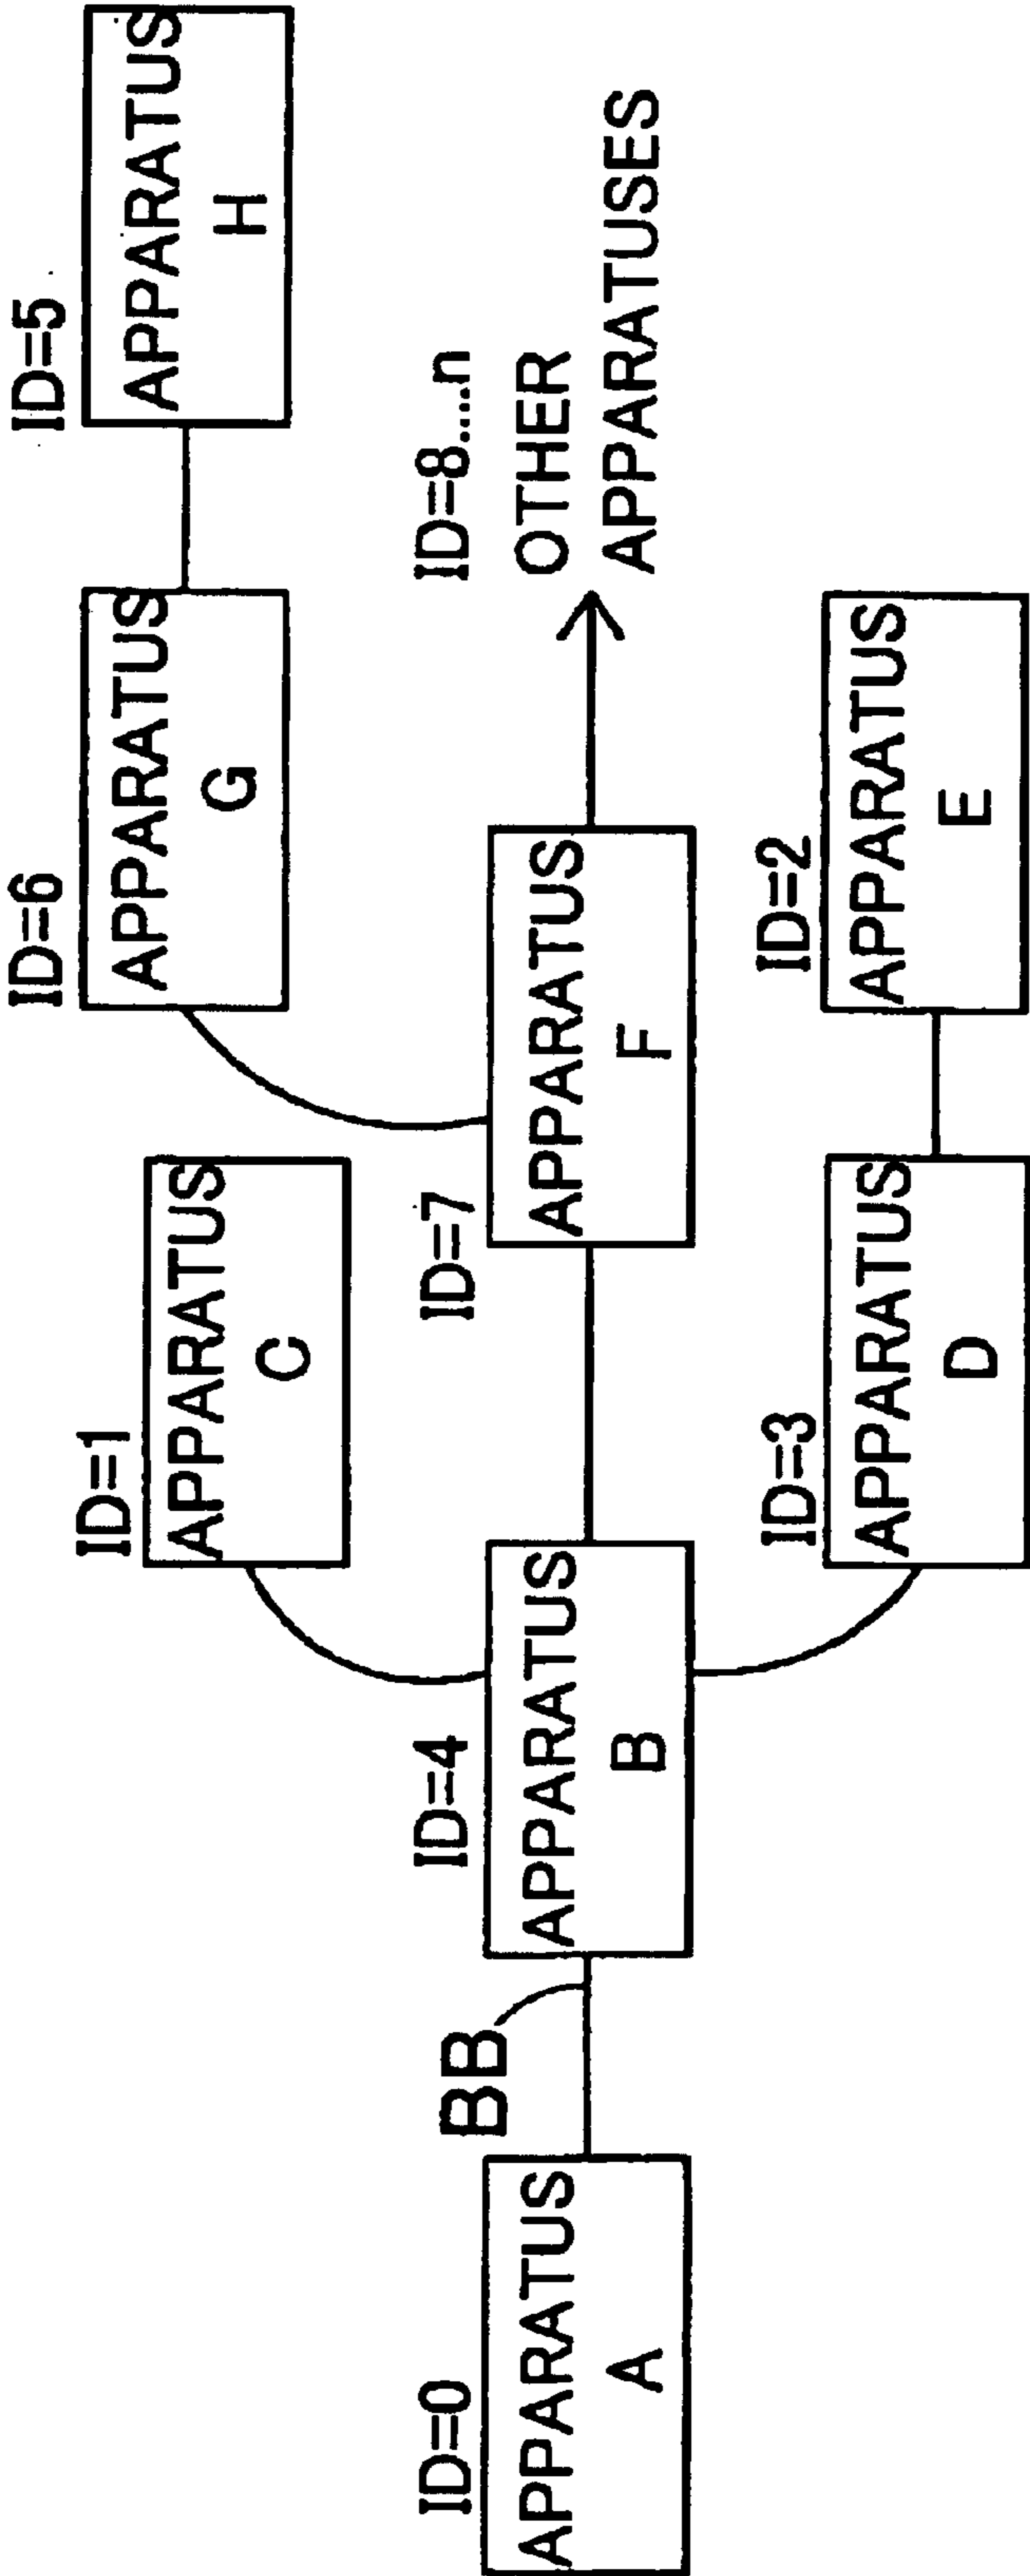 ID=5
APPARATUS
H
ID=6
APPARATUS
G
ID=1
APPARATUS
C
ID=8....n
OTHER
APPARATUSES
ID=7
APPARATUS
F
ID=4
APPARATUS
B
BB
ID=0
APPARATUS
A
ID=2
APPARATUS
E
ID=3
APPARATUS
D